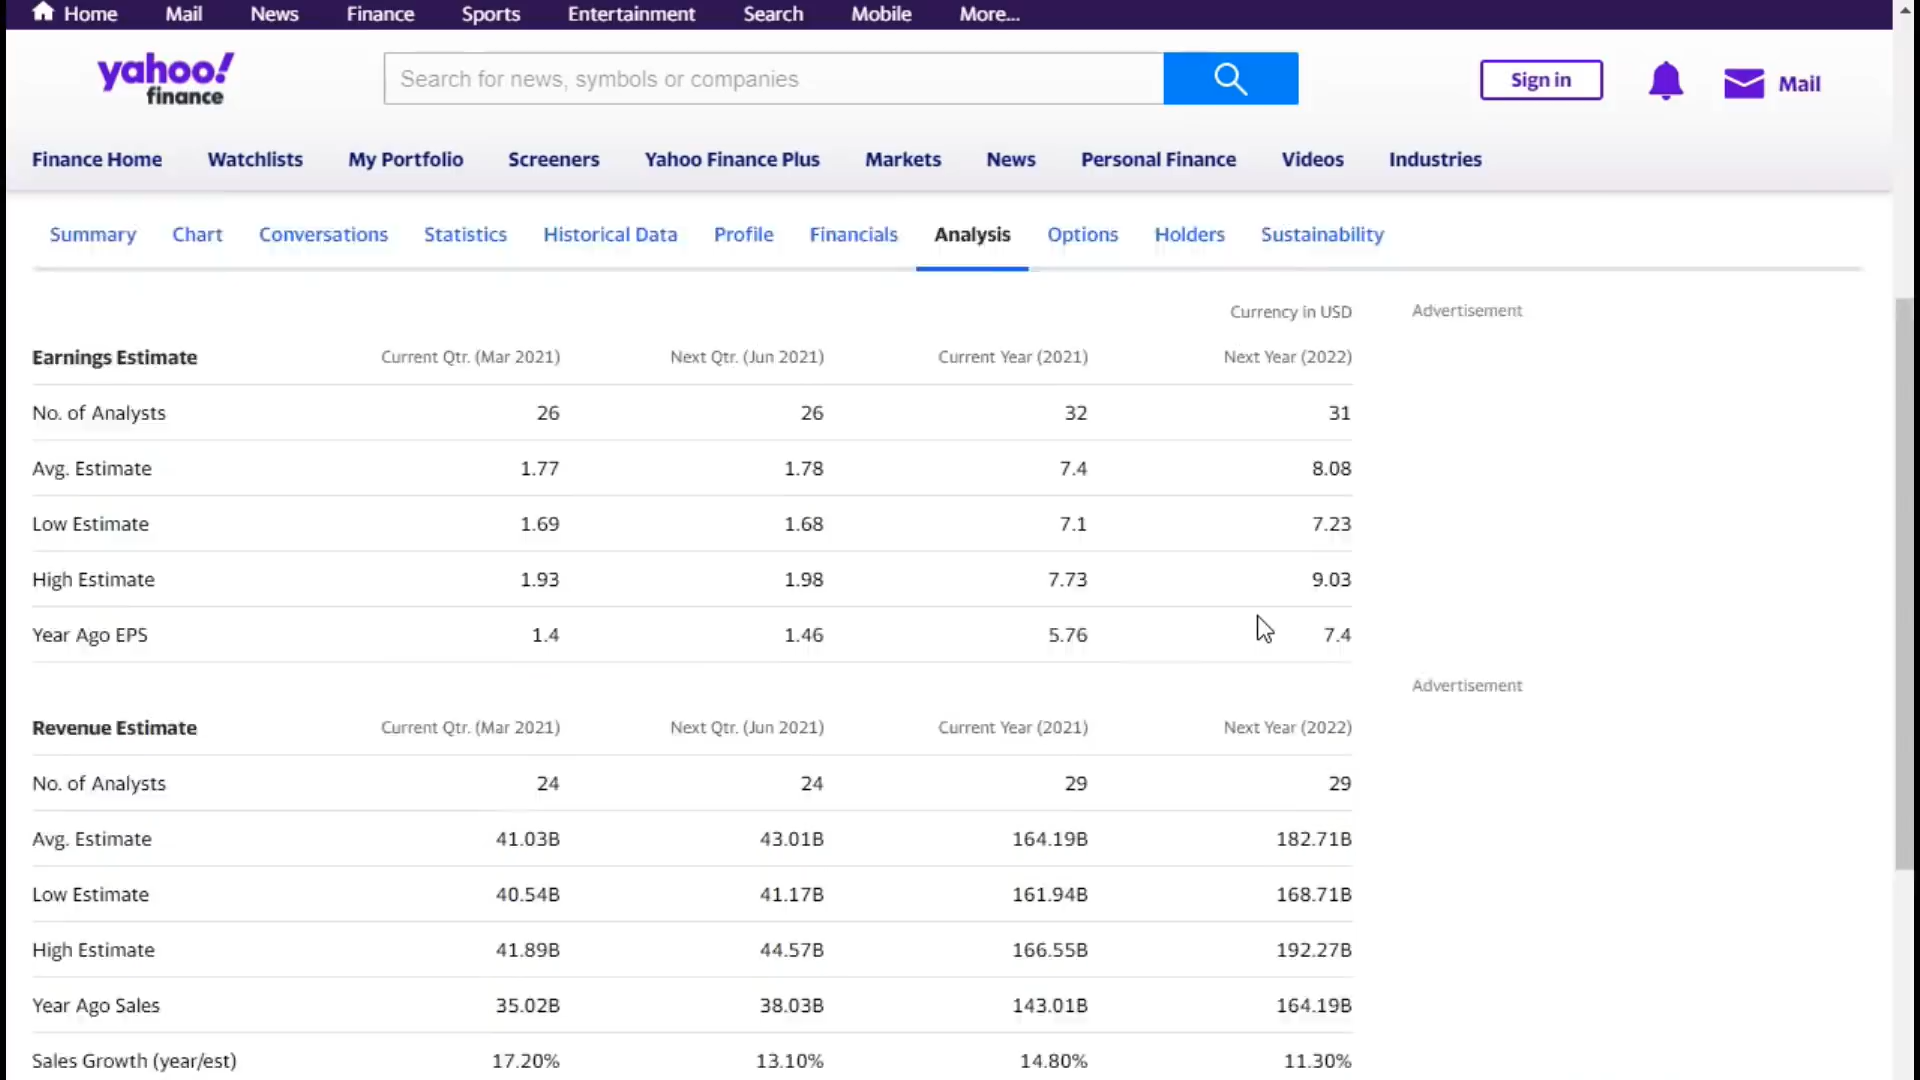 Home Mail News Finance Sports Entertainment Search Mobile More...
yahoo!
finance
Search for news, symbols or companies
Sign in
Mail
Finance Home Watchlists My Portfolio Screeners Yahoo Finance Plus Markets News Personal Finance Videos Industries
Summary Chart Conversations Statistics Historical Data Profile Financials Analysis Options Holders Sustainability
Currency in USD
Advertisement
Earnings Estimate Current Qtr. (Mar 2021) Next Qtr. (Jun 2021) Current Year (2021) Next Year (2022)
No. of Analysts 26 26 32 31
Avg. Estimate 1.77 1.78 7.4 8.08
Low Estimate 1.69 1.68 7.1 7.23
High Estimate 1.93 1.98 7.73 9.03
Year Ago EPS 1.4 1.46 5.76 7.4
Advertisement
Revenue Estimate Current Qtr. (Mar 2021) Next Qtr. (Jun 2021) Current Year (2021) Next Year (2022)
No. of Analysts 24 24 29 29
Avg. Estimate 41.03B 43.01B 164.19B 182.71B
Low Estimate 40.54B 41.17B 161.94B 168.71B
High Estimate 41.89B 44.57B 166.55B 192.27B
Year Ago Sales 35.02B 38.03B 143.01B 164.19B
Sales Growth (year/est) 17.20% 13.10% 14.80% 11.30%